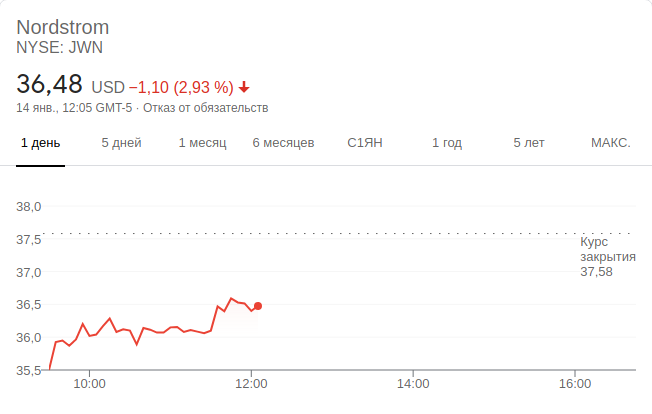 Nordstrom
NYSE: JWN
36,48 USD −1,10 (2,93 %)
14 янв., 12:05 GMT-5 · Отказ от обязательств
1 день 5 дней 1 месяц 6 месяцев С1ЯН 1 год 5 лет МАКС.
38,0
37,5
37,0
36,5
36,0
35,5
Курс
закрытия
37,58
10:00 12:00 14:00 16:00